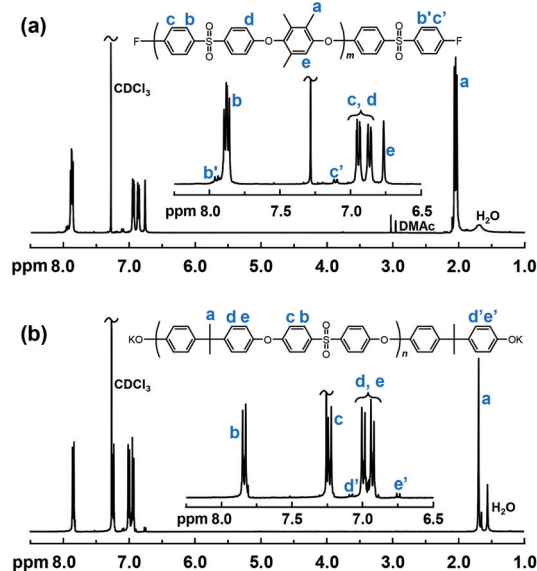 (a)
c b d a b'c'
F S O O O O m S O O F
e
CDCl3
b c, d a
b' c' e
ppm 8.0 7.5 7.0 6.5
DMAc H2O
ppm 8.0 7.0 6.0 5.0 4.0 3.0 2.0 1.0
(b)
a d e c b d'e'
KO O S O O O n OK
CDCl3
d, e a
b c
d' e' H2O
ppm 8.0 7.5 7.0 6.5
ppm 8.0 7.0 6.0 5.0 4.0 3.0 2.0 1.0